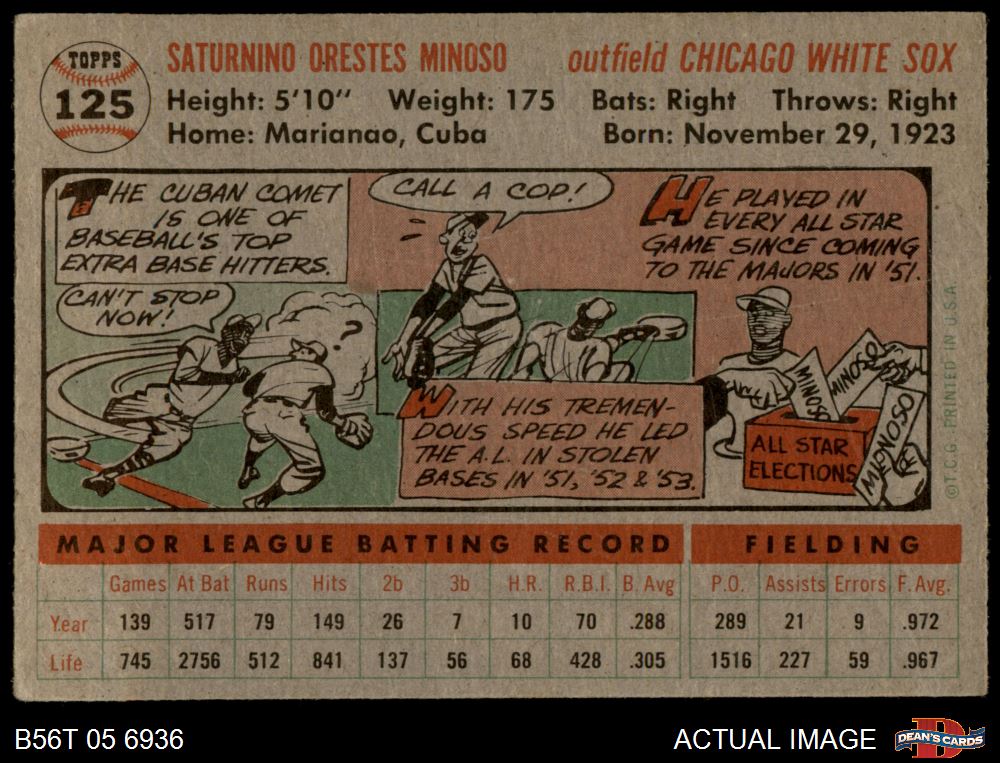 TOPPS
125
SATURNINO ORESTES MINOSO outfield CHICAGO WHITE SOX
Height: 5'10" Weight: 175 Bats: Right Throws: Right
Home: Marianao, Cuba Born: November 29, 1923
THE CUBAN COMET
IS ONE OF
BASEBALL'S TOP
EXTRA BASE HITTERS.
CAN'T STOP
NOW!
?
CALL A COP!
WITH HIS TREMEN-
DOUS SPEED HE LED
THE A.L. IN STOLEN
BASES IN '51, '52 & '53.
HE PLAYED IN
EVERY ALL STAR
GAME SINCE COMING
TO THE MAJORS IN '51.
MINOSO
MINOSO
MINOSO
ALL STAR
ELECTIONS
© T.C.G. PRINTED IN U.S.A.
MAJOR LEAGUE BATTING RECORD FIELDING
Games At Bat Runs Hits 2b 3b H.R. R.B.I. B. Avg P.O. Assists Errors F. Avg.
Year 139 517 79 149 26 7 10 70 .288 289 21 9 .972
Life 745 2756 512 841 137 56 68 428 .305 1516 227 59 .967
B56T 05 6936 ACTUAL IMAGE DEAN'S CARDS